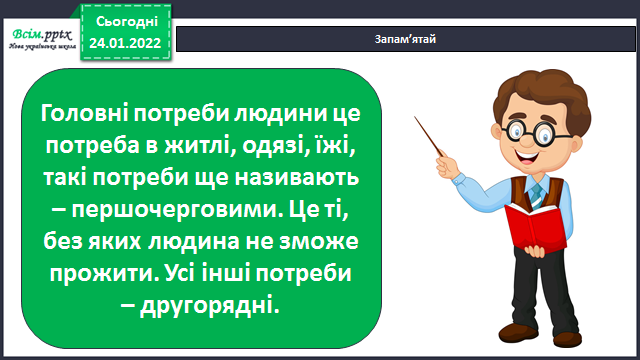 Всім.pptx
Нова українська школа
Сьогодні
24.01.2022
Запам’ятай
Головні потреби людини це
потреба в житлі, одязі, їжі,
такі потреби ще називають
– першочерговими. Це ті,
без яких людина не зможе
прожити. Усі інші потреби
– другорядні.